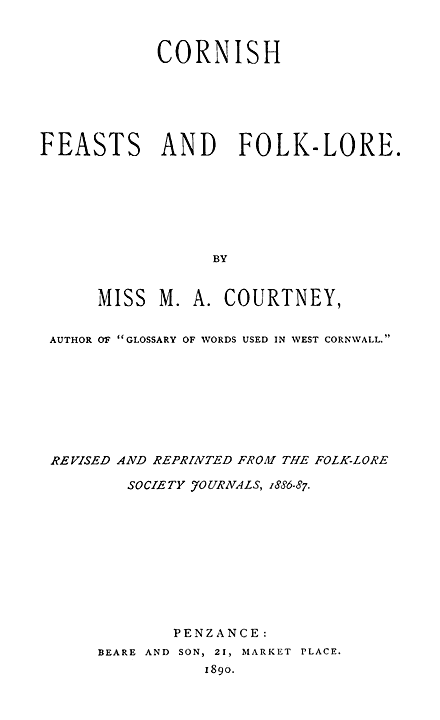 CORNISH
FEASTS AND FOLK-LORE.
BY
MISS M. A. COURTNEY,
AUTHOR OF "GLOSSARY OF WORDS USED IN WEST CORNWALL."
REVISED AND REPRINTED FROM THE FOLK-LORE
SOCIETY JOURNALS, 1886-87.
PENZANCE:
BEARE AND SON, 21, MARKET PLACE.
1890.